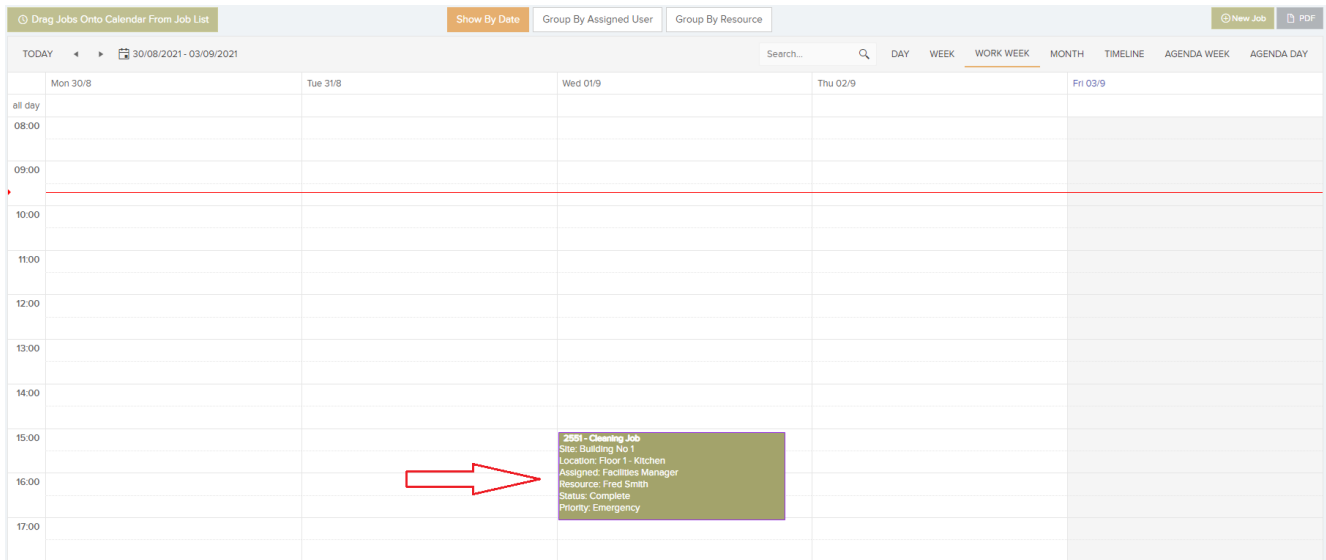 Drag Jobs Onto Calendar From Job List
Show By Date
Group By Assigned User
Group By Resource
New Job
PDF
TODAY
30/08/2021 - 03/09/2021
Search...
DAY
WEEK
WORK WEEK
MONTH
TIMELINE
AGENDA WEEK
AGENDA DAY
Mon 30/8
Tue 31/8
Wed 01/9
Thu 02/9
Fri 03/9
all day
08:00
09:00
10:00
11:00
12:00
13:00
14:00
15:00
2551 - Cleaning Job
Site: Building No 1
Location: Floor 1 - Kitchen
Assigned: Facilities Manager
16:00
Resource: Fred Smith
Status: Complete
Priority: Emergency
17:00